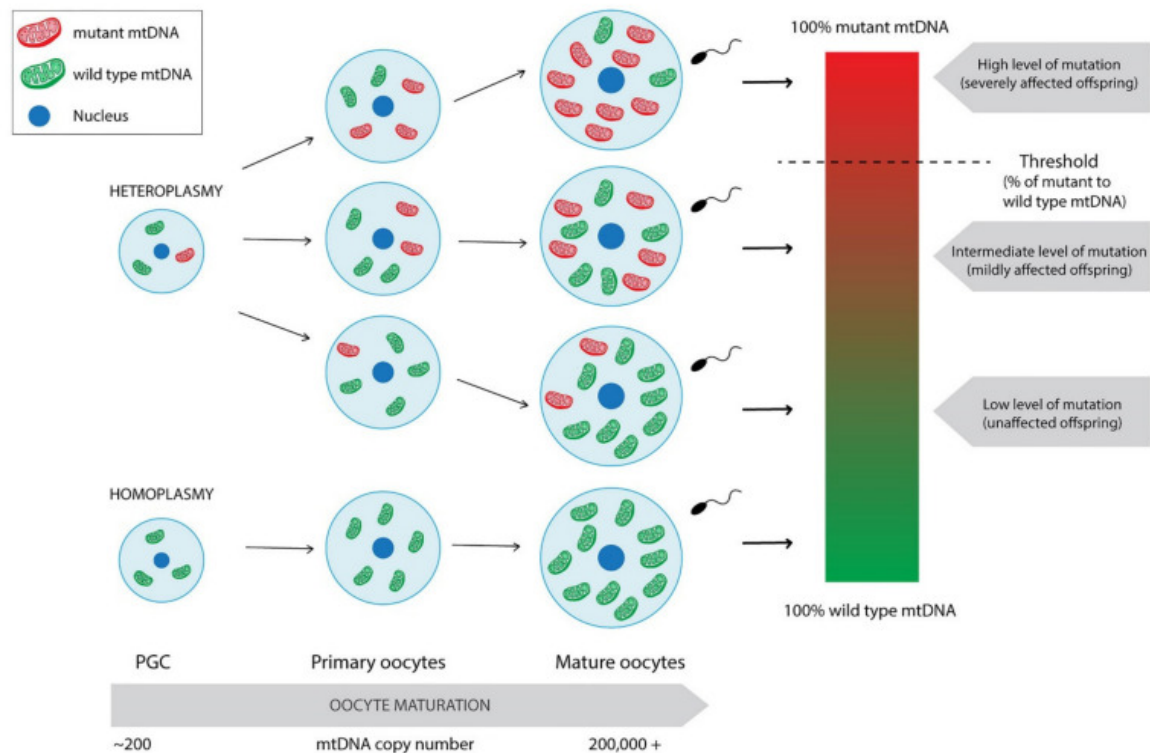 mutant mtDNA
wild type mtDNA
Nucleus
100% mutant mtDNA
High level of mutation
(severely affected offspring)
Threshold
(% of mutant to
wild type mtDNA)
HETEROPLASMY
Intermediate level of mutation
(mildly affected offspring)
Low level of mutation
(unaffected offspring)
HOMOPLASMY
100% wild type mtDNA
PGC
Primary oocytes
Mature oocytes
OOCYTE MATURATION
~200
mtDNA copy number
200,000 +